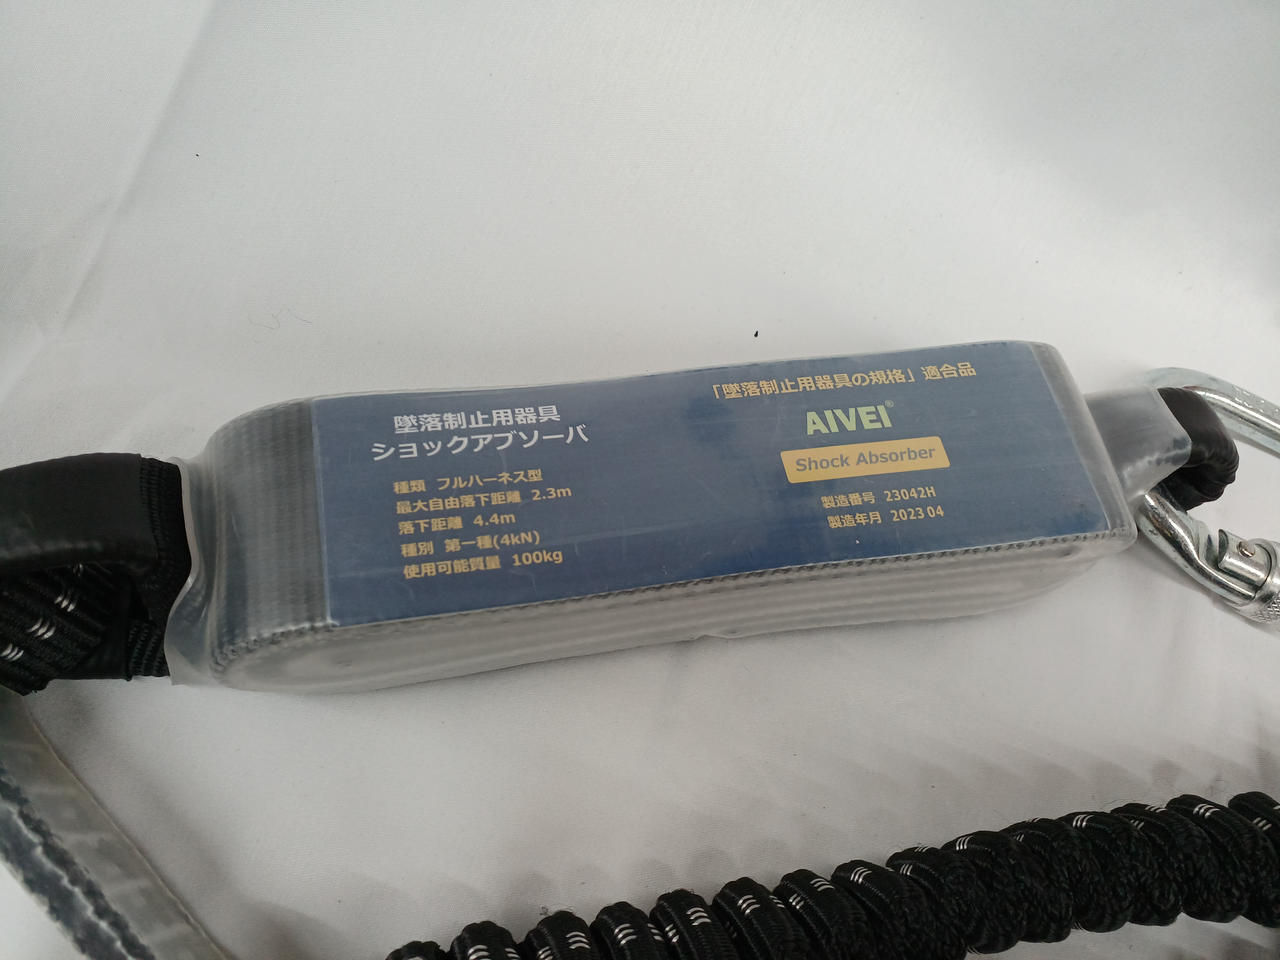 墜落制止用器具
ショックアブソーバ
種類 フルハーネス型
最大自由落下距離 2.3m
落下距離 4.4m
種別 第一種(4kN)
使用可能質量 100kg
「墜落制止用器具の規格」適合品
AIVEI®
Shock Absorber
製造番号 23042H
製造年月 2023 04